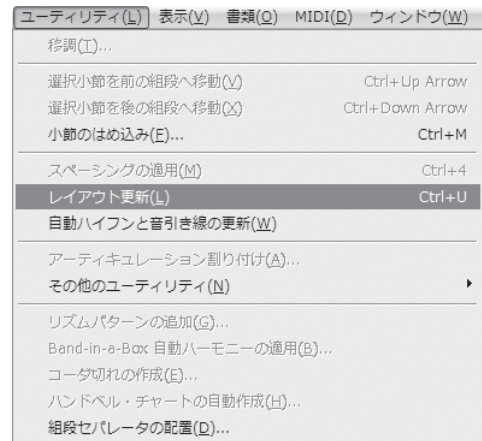 ユーティリティ(L) 表示(V) 書類(O) MIDI(D) ウィンドウ(W)
移調(T)...
選択小節を前の組段へ移動(V) Ctrl+Up Arrow
選択小節を後の組段へ移動(X) Ctrl+Down Arrow
小節のはめ込み(F)... Ctrl+M
スペーシングの適用(M) Ctrl+4
レイアウト更新(L) Ctrl+U
自動ハイフンと音引き線の更新(W)
アーティキュレーション割り付け(A)...
その他のユーティリティ(N)
リズムパターンの追加(G)...
Band-in-a-Box 自動ハーモニーの適用(B)...
コーダ切れの作成(E)...
ハンドベル・チャートの自動作成(H)...
組段セパレータの配置(D)...